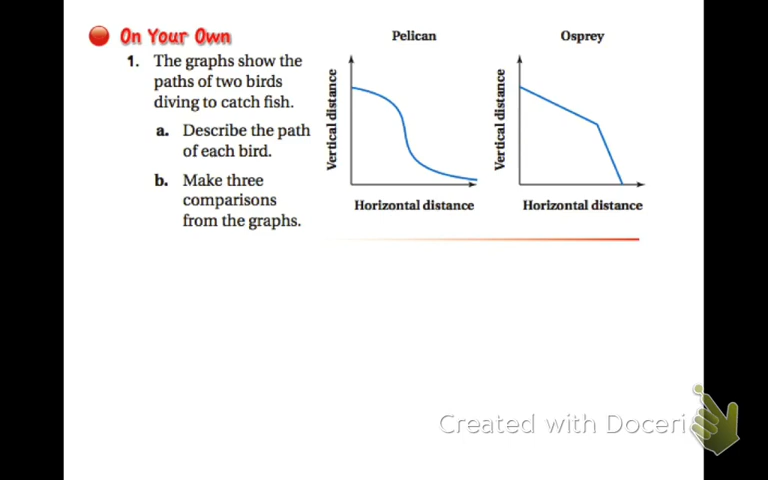 On Your Own
1. The graphs show the
paths of two birds
diving to catch fish.
a. Describe the path
of each bird.
b. Make three
comparisons
from the graphs.
Pelican
Vertical distance
Horizontal distance
Osprey
Vertical distance
Horizontal distance
Created with Doceri